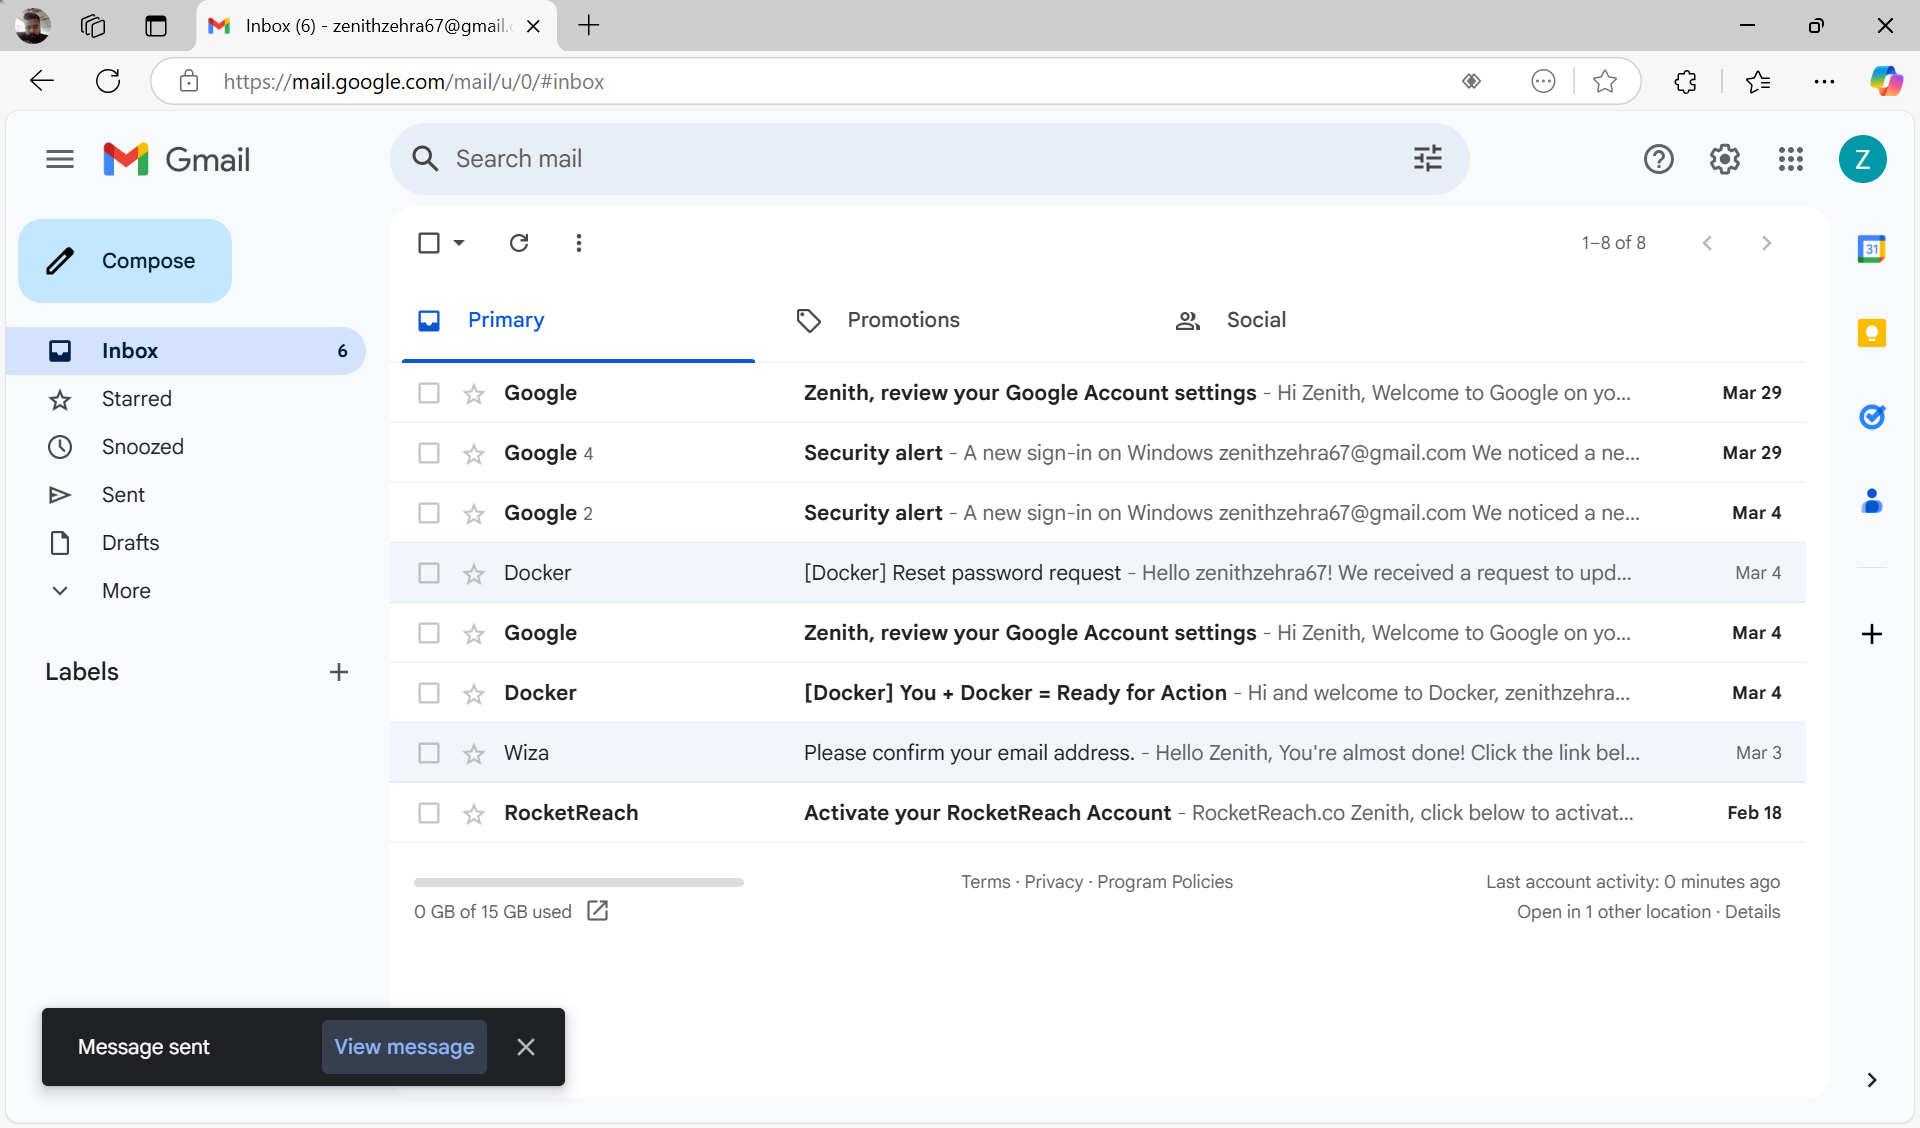 Inbox (6) - zenithzehra67@gmail.c
https://mail.google.com/mail/u/0/#inbox
Gmail
Search mail
Z
Compose
1–8 of 8
31
Primary
Promotions
Social
Inbox 6
Starred
Snoozed
Sent
Drafts
More
Labels
Google Zenith, review your Google Account settings - Hi Zenith, Welcome to Google on yo... Mar 29
Google 4 Security alert - A new sign-in on Windows zenithzehra67@gmail.com We noticed a ne... Mar 29
Google 2 Security alert - A new sign-in on Windows zenithzehra67@gmail.com We noticed a ne... Mar 4
Docker [Docker] Reset password request - Hello zenithzehra67! We received a request to upd... Mar 4
Google Zenith, review your Google Account settings - Hi Zenith, Welcome to Google on yo... Mar 4
Docker [Docker] You + Docker = Ready for Action - Hi and welcome to Docker, zenithzehra... Mar 4
Wiza Please confirm your email address. - Hello Zenith, You're almost done! Click the link bel... Mar 3
RocketReach Activate your RocketReach Account - RocketReach.co Zenith, click below to activat... Feb 18
0 GB of 15 GB used
Terms · Privacy · Program Policies
Last account activity: 0 minutes ago
Open in 1 other location · Details
Message sent
View message